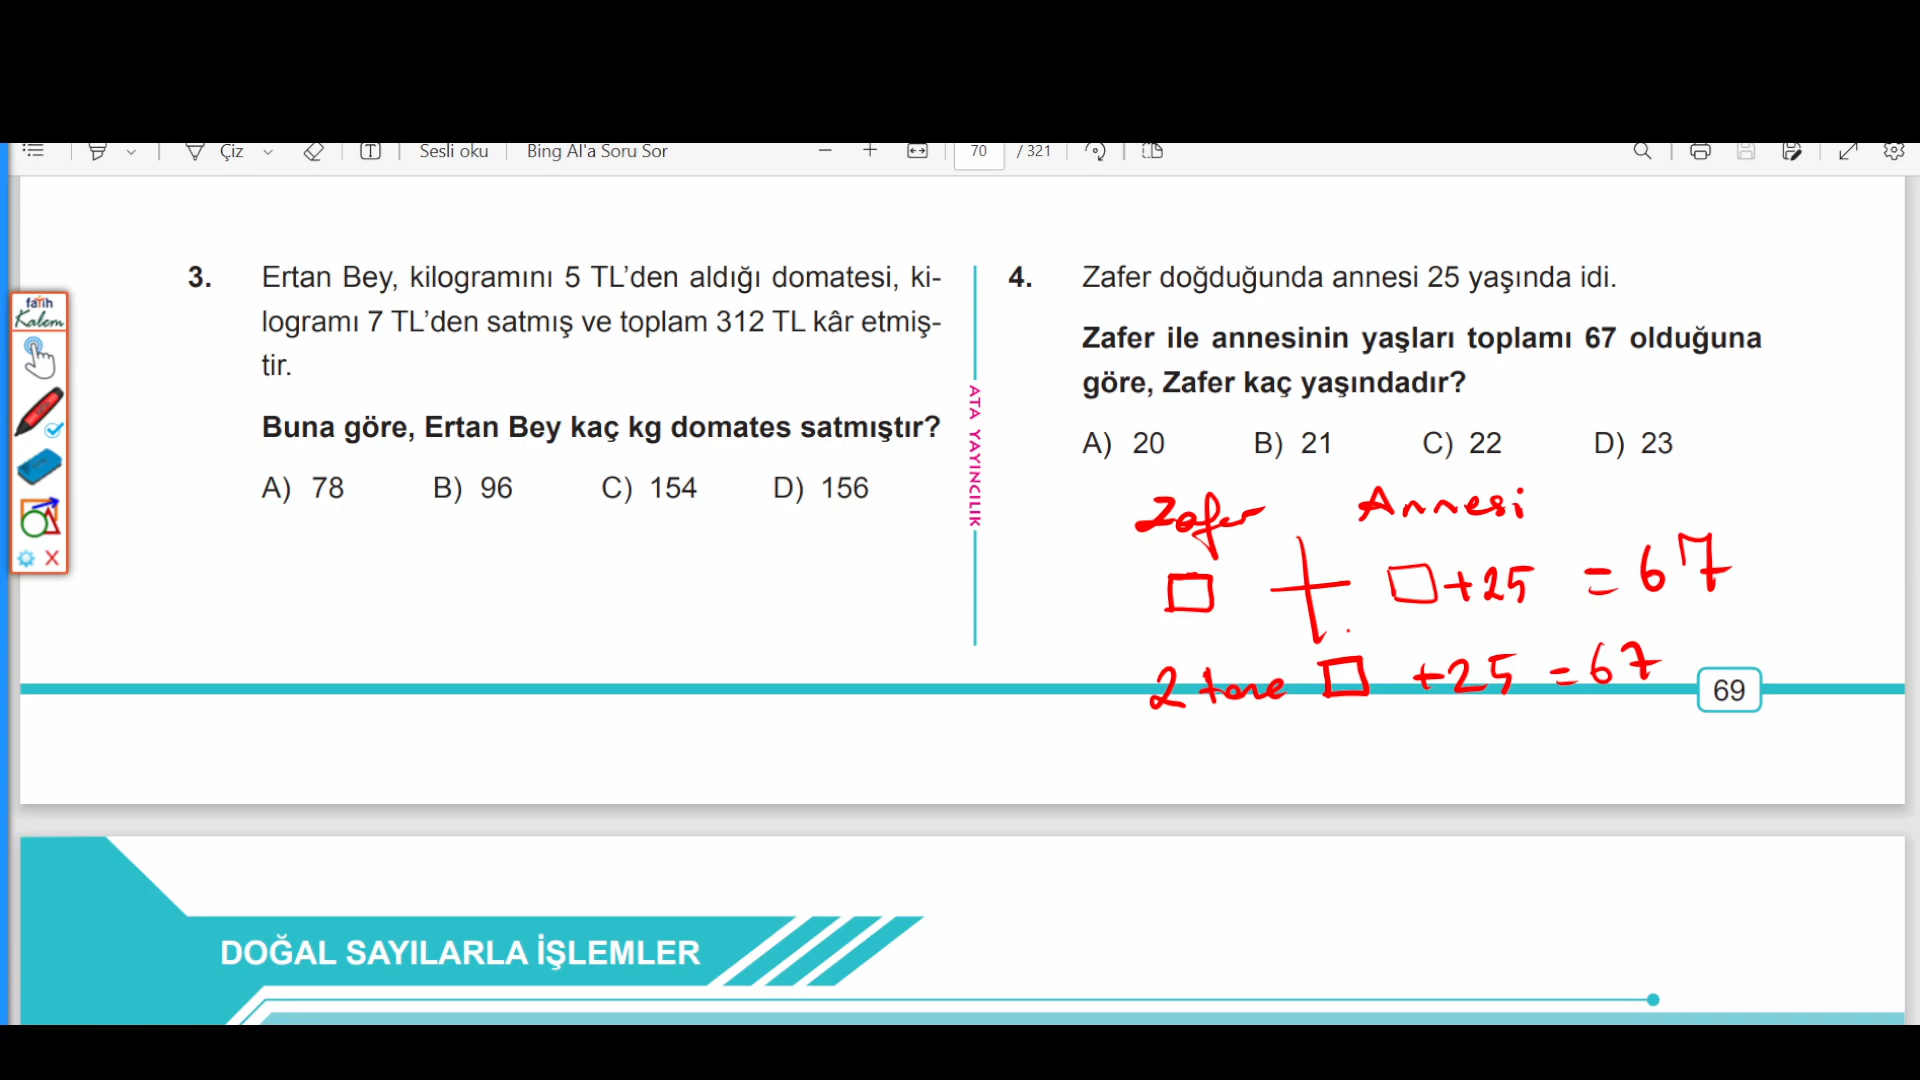 Çiz
Sesli oku
Bing AI'a Soru Sor
70 / 321
fatih
Kalem
3. Ertan Bey, kilogramını 5 TL'den aldığı domatesi, ki-
logramı 7 TL'den satmış ve toplam 312 TL kâr etmiş-
tir.
Buna göre, Ertan Bey kaç kg domates satmıştır?
A) 78 B) 96 C) 154 D) 156
ATA YAYINCILIK
4. Zafer doğduğunda annesi 25 yaşında idi.
Zafer ile annesinin yaşları toplamı 67 olduğuna
göre, Zafer kaç yaşındadır?
A) 20 B) 21 C) 22 D) 23
Zafer Annesi
□ + □+25 = 67
2 tane □ +25 = 67
69
DOĞAL SAYILARLA İŞLEMLER